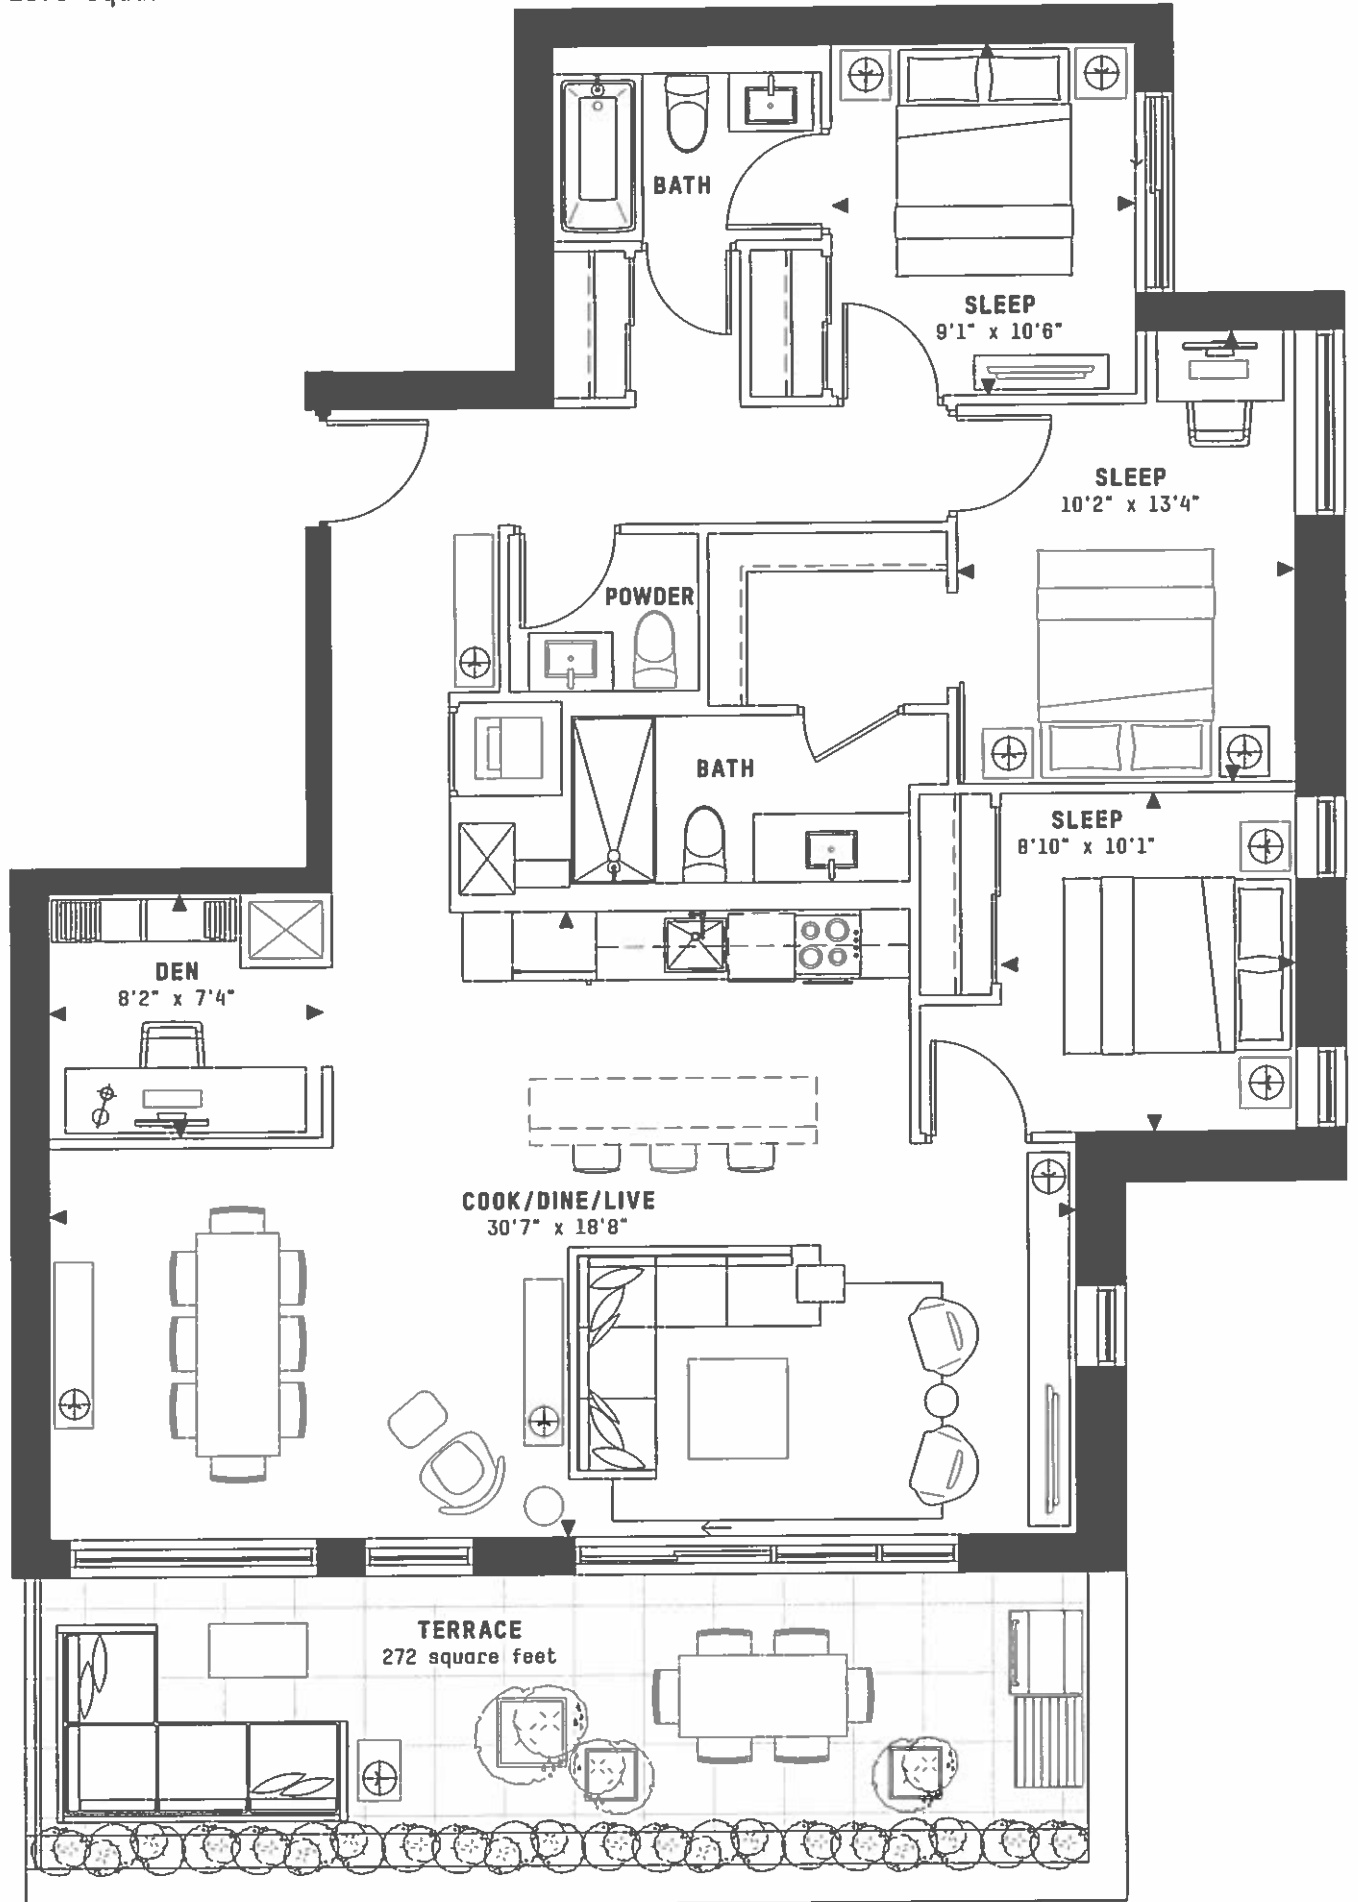 BATH
SLEEP
9'1" x 10'6"
SLEEP
10'2" x 13'4"
POWDER
BATH
SLEEP
8'10" x 10'1"
DEN
8'2" x 7'4"
COOK/DINE/LIVE
30'7" x 18'8"
TERRACE
272 square feet